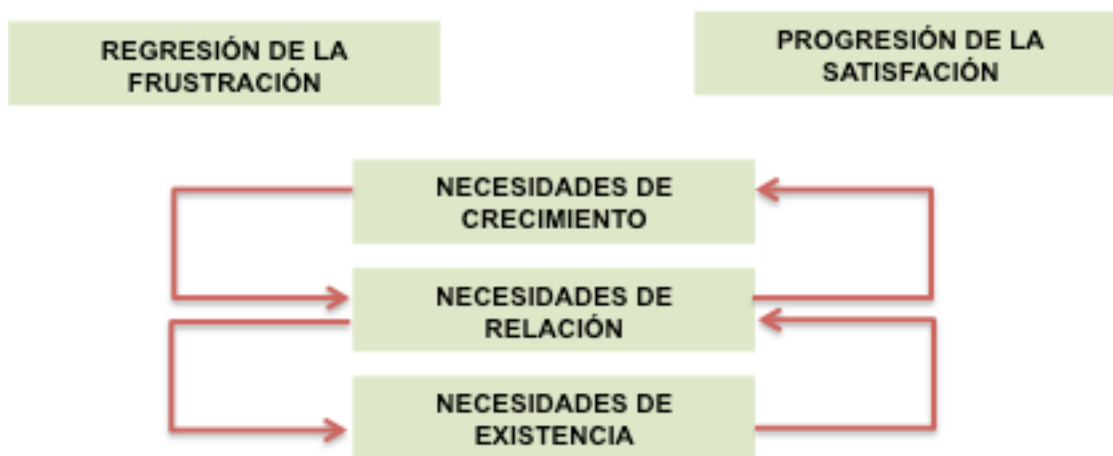 REGRESIÓN DE LA
FRUSTRACIÓN
PROGRESIÓN DE LA
SATISFACIÓN
NECESIDADES DE
CRECIMIENTO
NECESIDADES DE
RELACIÓN
NECESIDADES DE
EXISTENCIA